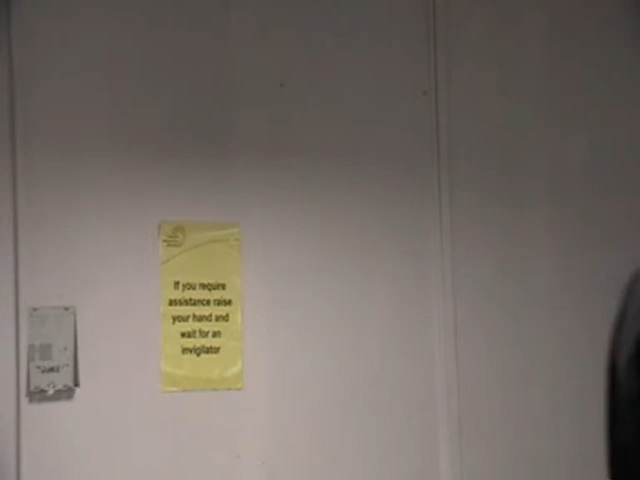 If you require
assistance raise
your hand and
wait for an
invigilator